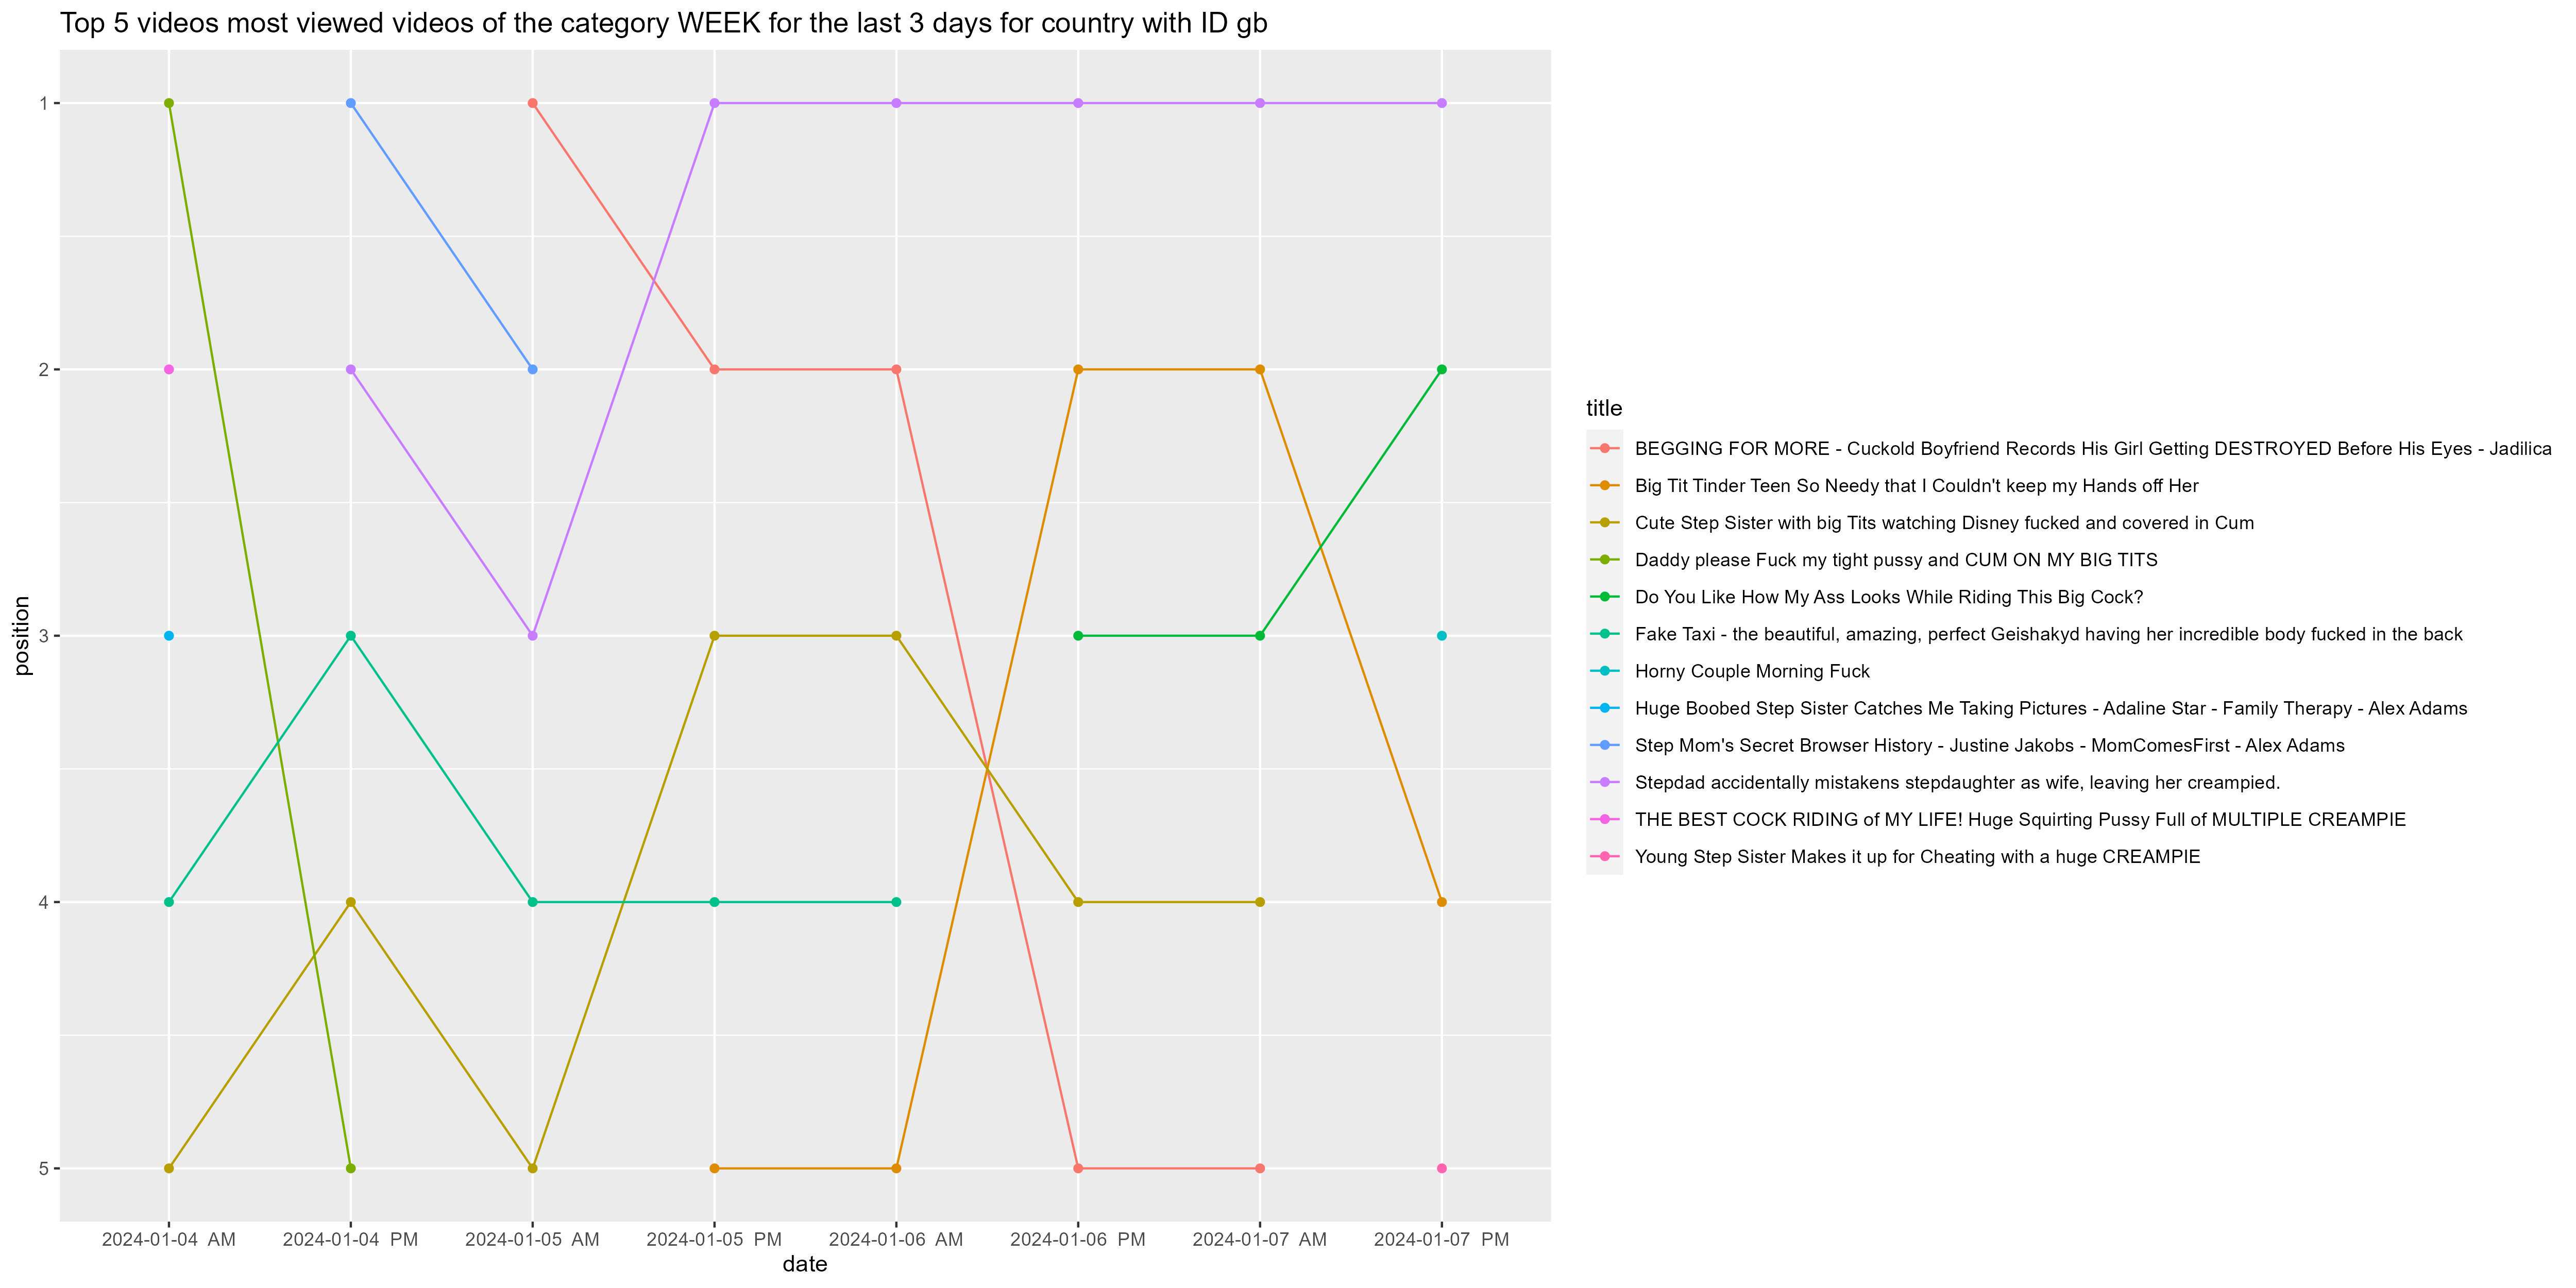 Top 5 videos most viewed videos of the category WEEK for the last 3 days for country with ID gb
position
1
2
3
4
5
2024-01-04 AM
2024-01-04 PM
2024-01-05 AM
2024-01-05 PM
2024-01-06 AM
2024-01-06 PM
2024-01-07 AM
2024-01-07 PM
date
title
BEGGING FOR MORE - Cuckold Boyfriend Records His Girl Getting DESTROYED Before His Eyes - Jadilica
Big Tit Tinder Teen So Needy that I Couldn't keep my Hands off Her
Cute Step Sister with big Tits watching Disney fucked and covered in Cum
Daddy please Fuck my tight pussy and CUM ON MY BIG TITS
Do You Like How My Ass Looks While Riding This Big Cock?
Fake Taxi - the beautiful, amazing, perfect Geishakyd having her incredible body fucked in the back
Horny Couple Morning Fuck
Huge Boobed Step Sister Catches Me Taking Pictures - Adaline Star - Family Therapy - Alex Adams
Step Mom's Secret Browser History - Justine Jakobs - MomComesFirst - Alex Adams
Stepdad accidentally mistakens stepdaughter as wife, leaving her creampied.
THE BEST COCK RIDING of MY LIFE! Huge Squirting Pussy Full of MULTIPLE CREAMPIE
Young Step Sister Makes it up for Cheating with a huge CREAMPIE